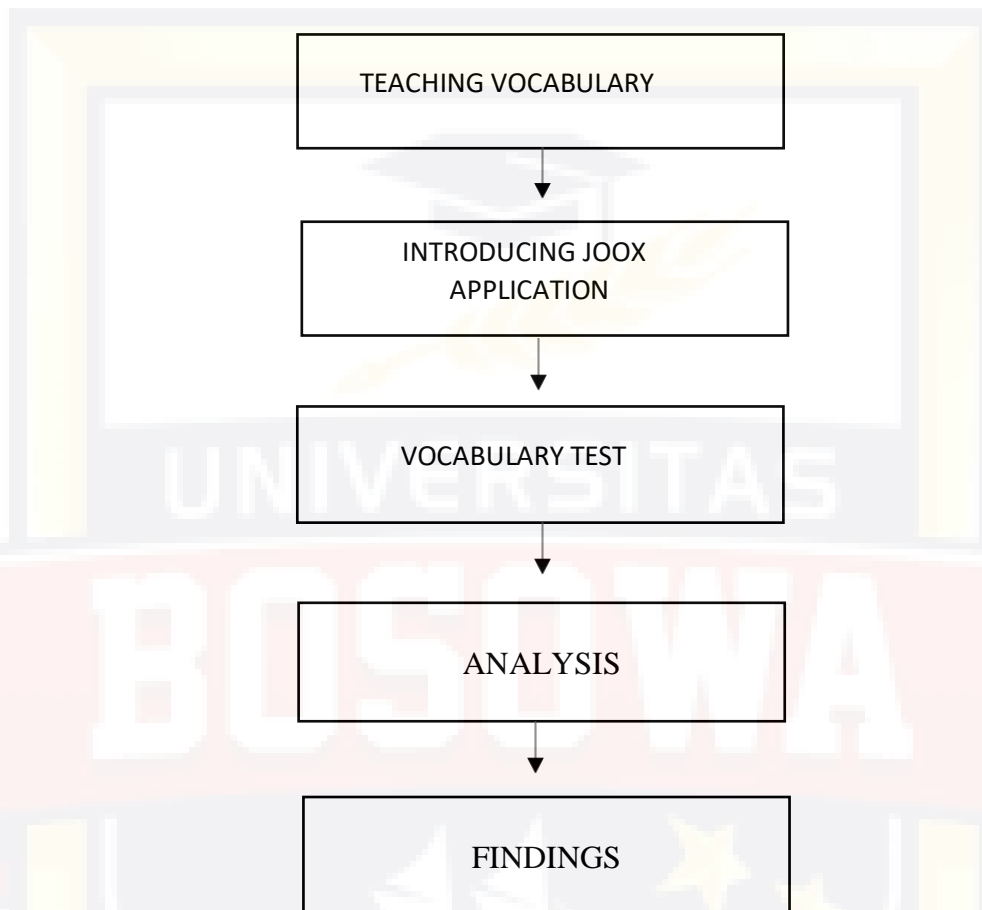 TEACHING VOCABULARY
INTRODUCING JOOX
APPLICATION
VOCABULARY TEST
UNIVERSITAS
ANALYSIS
BOSOWA
FINDINGS